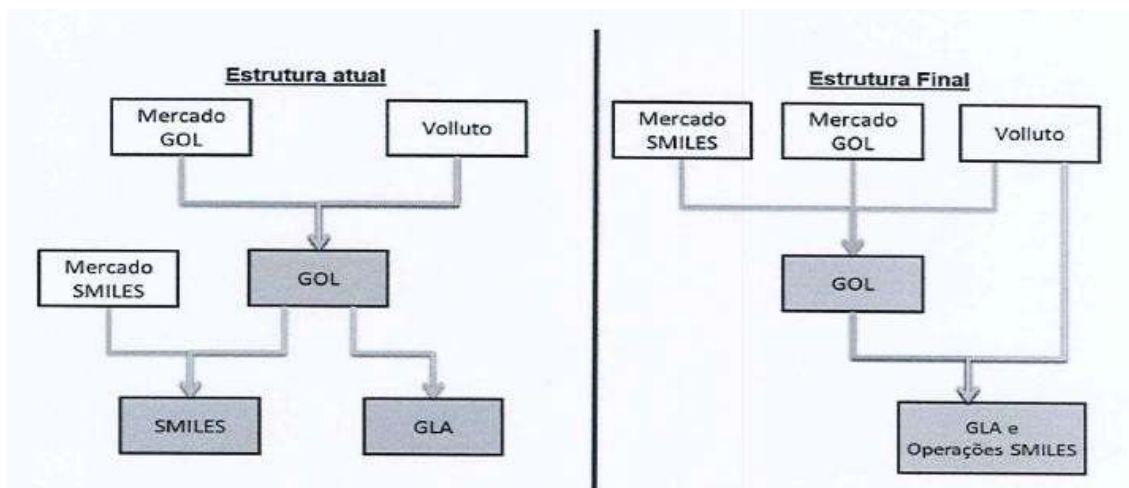 Estrutura atual
Mercado
GOL
Volluto
Mercado
SMILES
GOL
SMILES
GLA
Estrutura Final
Mercado
SMILES
Mercado
GOL
Volluto
GOL
GLA e
Operações SMILES